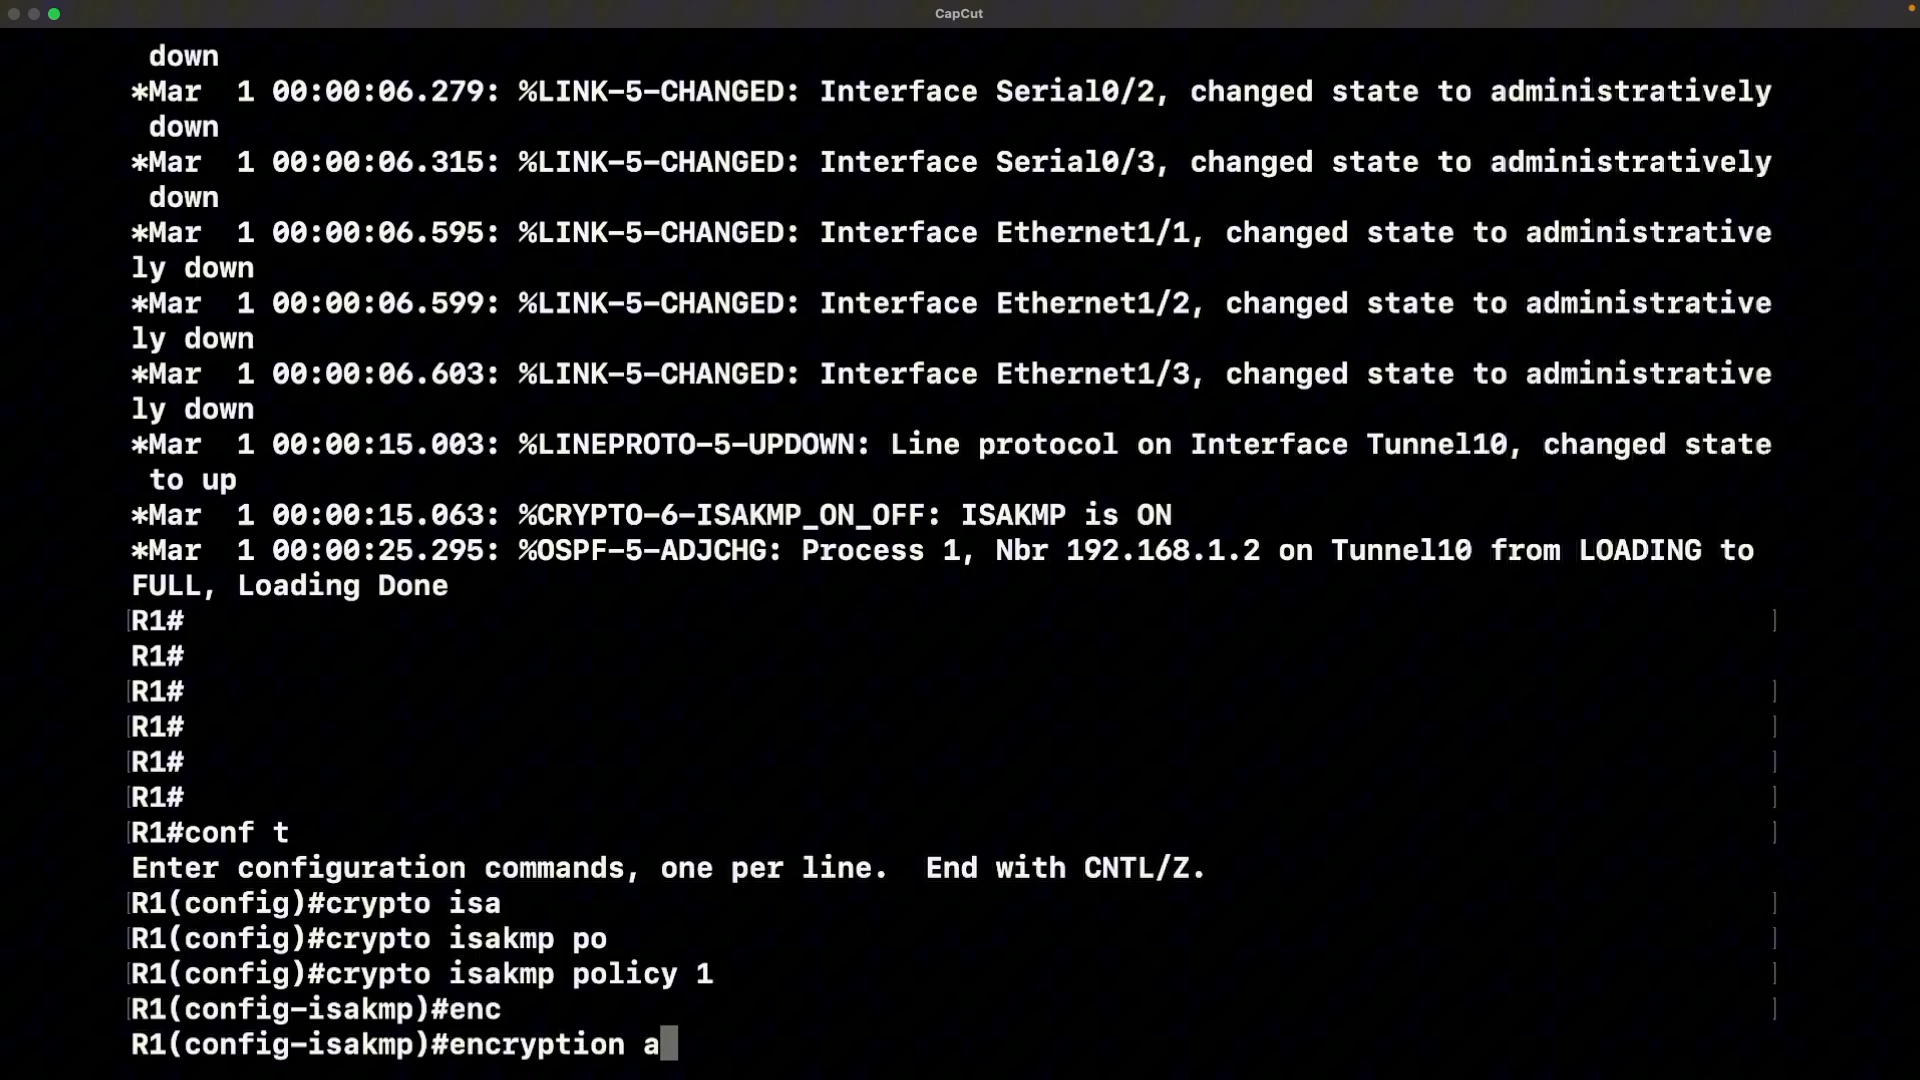 CapCut
down
*Mar  1 00:00:06.279: %LINK-5-CHANGED: Interface Serial0/2, changed state to administratively
down
*Mar  1 00:00:06.315: %LINK-5-CHANGED: Interface Serial0/3, changed state to administratively
down
*Mar  1 00:00:06.595: %LINK-5-CHANGED: Interface Ethernet1/1, changed state to administrative
ly down
*Mar  1 00:00:06.599: %LINK-5-CHANGED: Interface Ethernet1/2, changed state to administrative
ly down
*Mar  1 00:00:06.603: %LINK-5-CHANGED: Interface Ethernet1/3, changed state to administrative
ly down
*Mar  1 00:00:15.003: %LINEPROTO-5-UPDOWN: Line protocol on Interface Tunnel10, changed state
to up
*Mar  1 00:00:15.063: %CRYPTO-6-ISAKMP_ON_OFF: ISAKMP is ON
*Mar  1 00:00:25.295: %OSPF-5-ADJCHG: Process 1, Nbr 192.168.1.2 on Tunnel10 from LOADING to
FULL, Loading Done
[R1# ]
R1#
[R1# ]
[R1# ]
[R1# ]
[R1# ]
[R1#conf t ]
Enter configuration commands, one per line.  End with CNTL/Z.
[R1(config)#crypto isa ]
[R1(config)#crypto isakmp po ]
[R1(config)#crypto isakmp policy 1 ]
[R1(config-isakmp)#enc ]
R1(config-isakmp)#encryption a